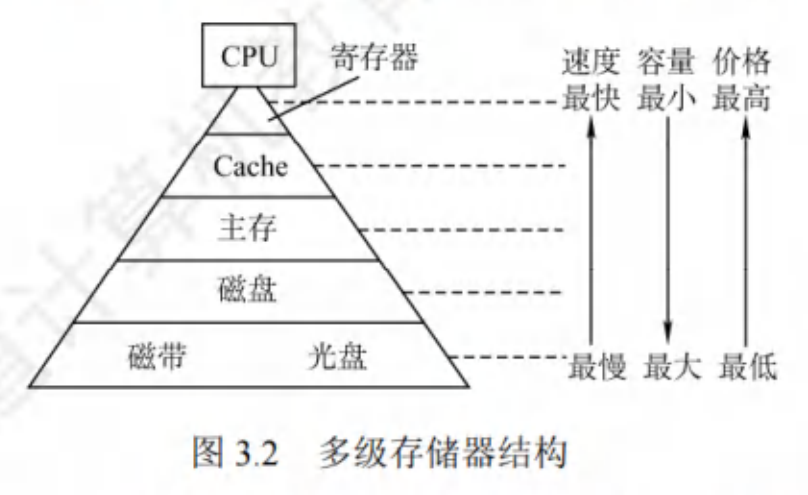 CPU
寄存器
速度 容量 价格
最快 最小 最高
Cache
主存
磁盘
磁带 光盘
最慢 最大 最低
图 3.2 多级存储器结构